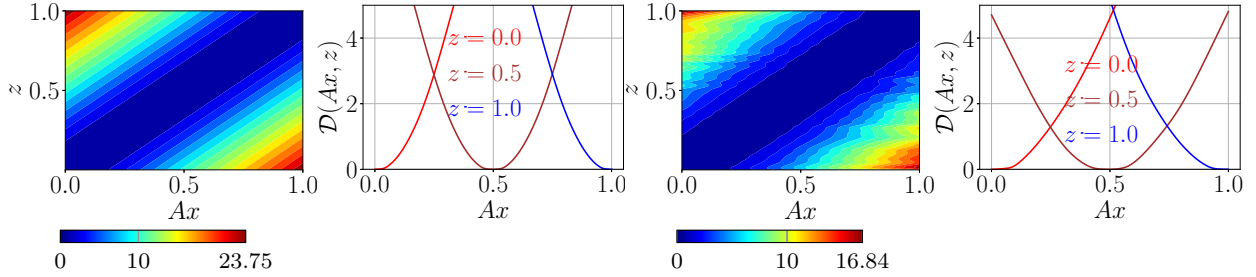 1.0
z
0.5
0.0 0.5 1.0
Ax
0 10 23.75
D(Ax, z)
4
2
0
z = 0.0
z = 0.5
z = 1.0
0.0 0.5 1.0
Ax
1.0
z
0.5
0.0 0.5 1.0
Ax
0 10 16.84
D(Ax, z)
4
2
0
z = 0.0
z = 0.5
z = 1.0
0.0 0.5 1.0
Ax